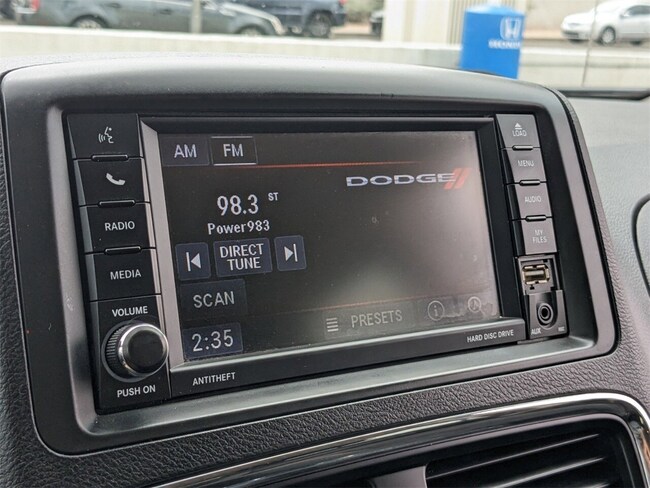 HONDA
LOAD
MENU
AUDIO
MY
FILES
AUX
MIC
RADIO
MEDIA
VOLUME
PUSH ON
ANTITHEFT
HARD DISC DRIVE
AM FM
DODGE
98.3 ST
Power983
DIRECT
TUNE
SCAN
2:35
PRESETS